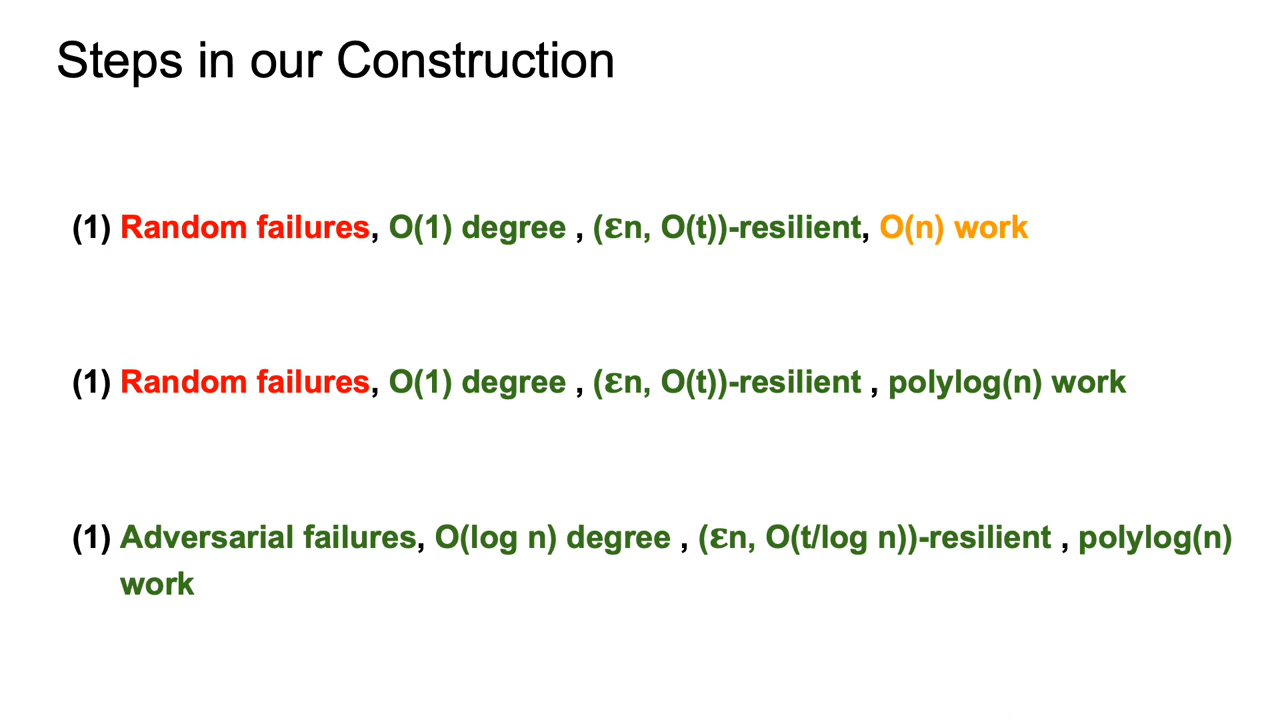 Steps in our Construction
(1) Random failures, O(1) degree , (εn, O(t))-resilient, O(n) work
(1) Random failures, O(1) degree , (εn, O(t))-resilient , polylog(n) work
(1) Adversarial failures, O(log n) degree , (εn, O(t/log n))-resilient , polylog(n)
work